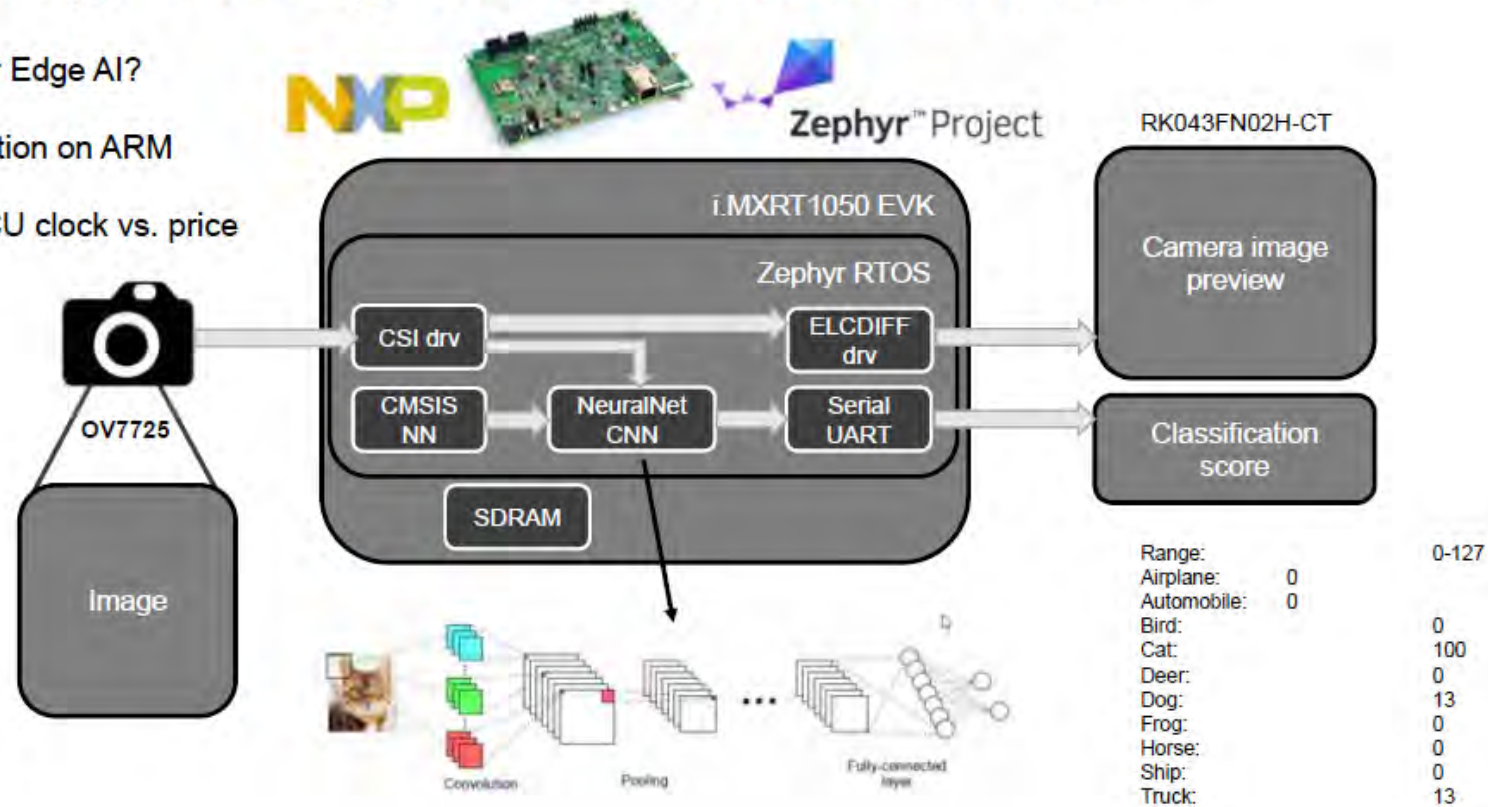 r Edge AI?
tion on ARM
CU clock vs. price
NXP
Zephyr™Project
RK043FN02H-CT
i.MXRT1050 EVK
Zephyr RTOS
CSI drv
ELCDIFF
drv
CMSIS
NN
NeuralNet
CNN
Serial
UART
SDRAM
OV7725
Image
Camera image
preview
Classification
score
Convolution
Pooling
Fully-connected
layer
Range: 0-127
Airplane: 0
Automobile: 0
Bird: 0
Cat: 100
Deer: 0
Dog: 13
Frog: 0
Horse: 0
Ship: 0
Truck: 13